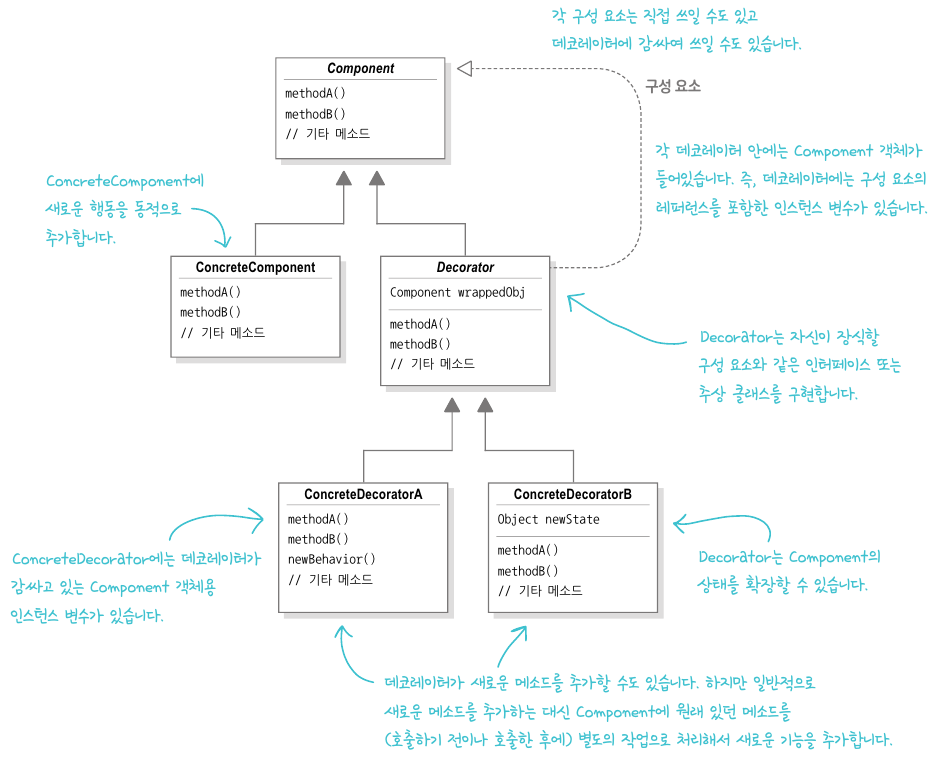 각 구성 요소는 직접 쓰일 수도 있고
데코레이터에 감싸여 쓰일 수도 있습니다.
Component
methodA()
methodB()
// 기타 메소드
구성 요소
각 데코레이터 안에는 Component 객체가
들어있습니다. 즉, 데코레이터에는 구성 요소의
레퍼런스를 포함한 인스턴스 변수가 있습니다.
ConcreteComponent에
새로운 행동을 동적으로
추가합니다.
ConcreteComponent
methodA()
methodB()
// 기타 메소드
Decorator
Component wrappedObj
methodA()
methodB()
// 기타 메소드
Decorator는 자신이 장식할
구성 요소와 같은 인터페이스 또는
추상 클래스를 구현합니다.
ConcreteDecoratorA
methodA()
methodB()
newBehavior()
// 기타 메소드
ConcreteDecoratorB
Object newState
methodA()
methodB()
// 기타 메소드
ConcreteDecorator에는 데코레이터가
감싸고 있는 Component 객체용
인스턴스 변수가 있습니다.
Decorator는 Component의
상태를 확장할 수 있습니다.
데코레이터가 새로운 메소드를 추가할 수도 있습니다. 하지만 일반적으로
새로운 메소드를 추가하는 대신 Component에 원래 있던 메소드를
(호출하기 전이나 호출한 후에) 별도의 작업으로 처리해서 새로운 기능을 추가합니다.